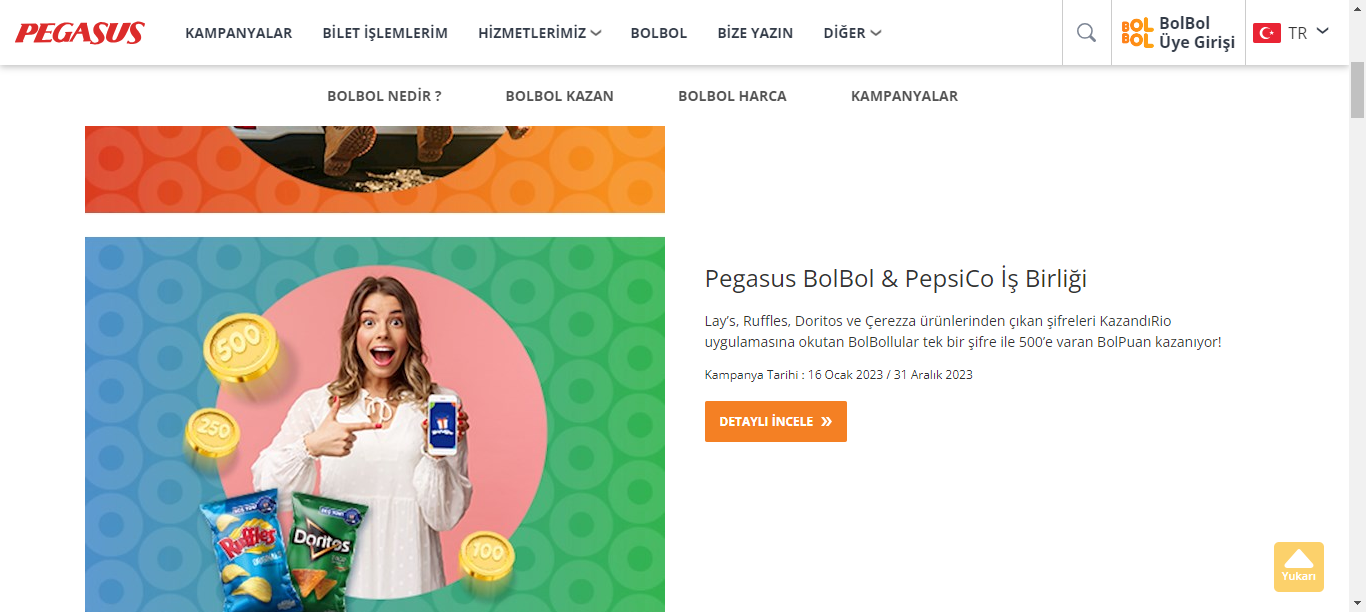 PEGASUS
KAMPANYALAR
BİLET İŞLEMLERİM
HİZMETLERİMİZ
BOLBOL
BİZE YAZIN
DİĞER
BOL
BOL
BolBol
Üye Girişi
TR
BOLBOL NEDİR ?
BOLBOL KAZAN
BOLBOL HARCA
KAMPANYALAR
500
250
100
Ruffles
Doritos
Pegasus BolBol & PepsiCo İş Birliği
Lay’s, Ruffles, Doritos ve Çerezza ürünlerinden çıkan şifreleri KazandıRio
uygulamasına okutan BolBollular tek bir şifre ile 500’e varan BolPuan kazanıyor!
Kampanya Tarihi : 16 Ocak 2023 / 31 Aralık 2023
DETAYLI İNCELE
Yukarı